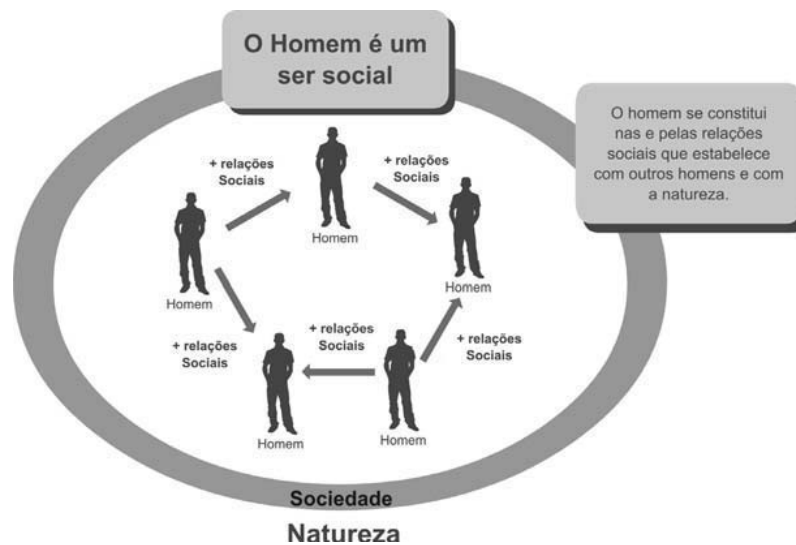 O Homem é um
ser social
O homem se constitui
nas e pelas relações
sociais que estabelece
com outros homens e com
a natureza.
+ relações
Sociais
+ relações
Sociais
Homem
Homem
Homem
+ relações
Sociais
+ relações
Sociais
+ relações
Sociais
Homem
Homem
Sociedade
Natureza